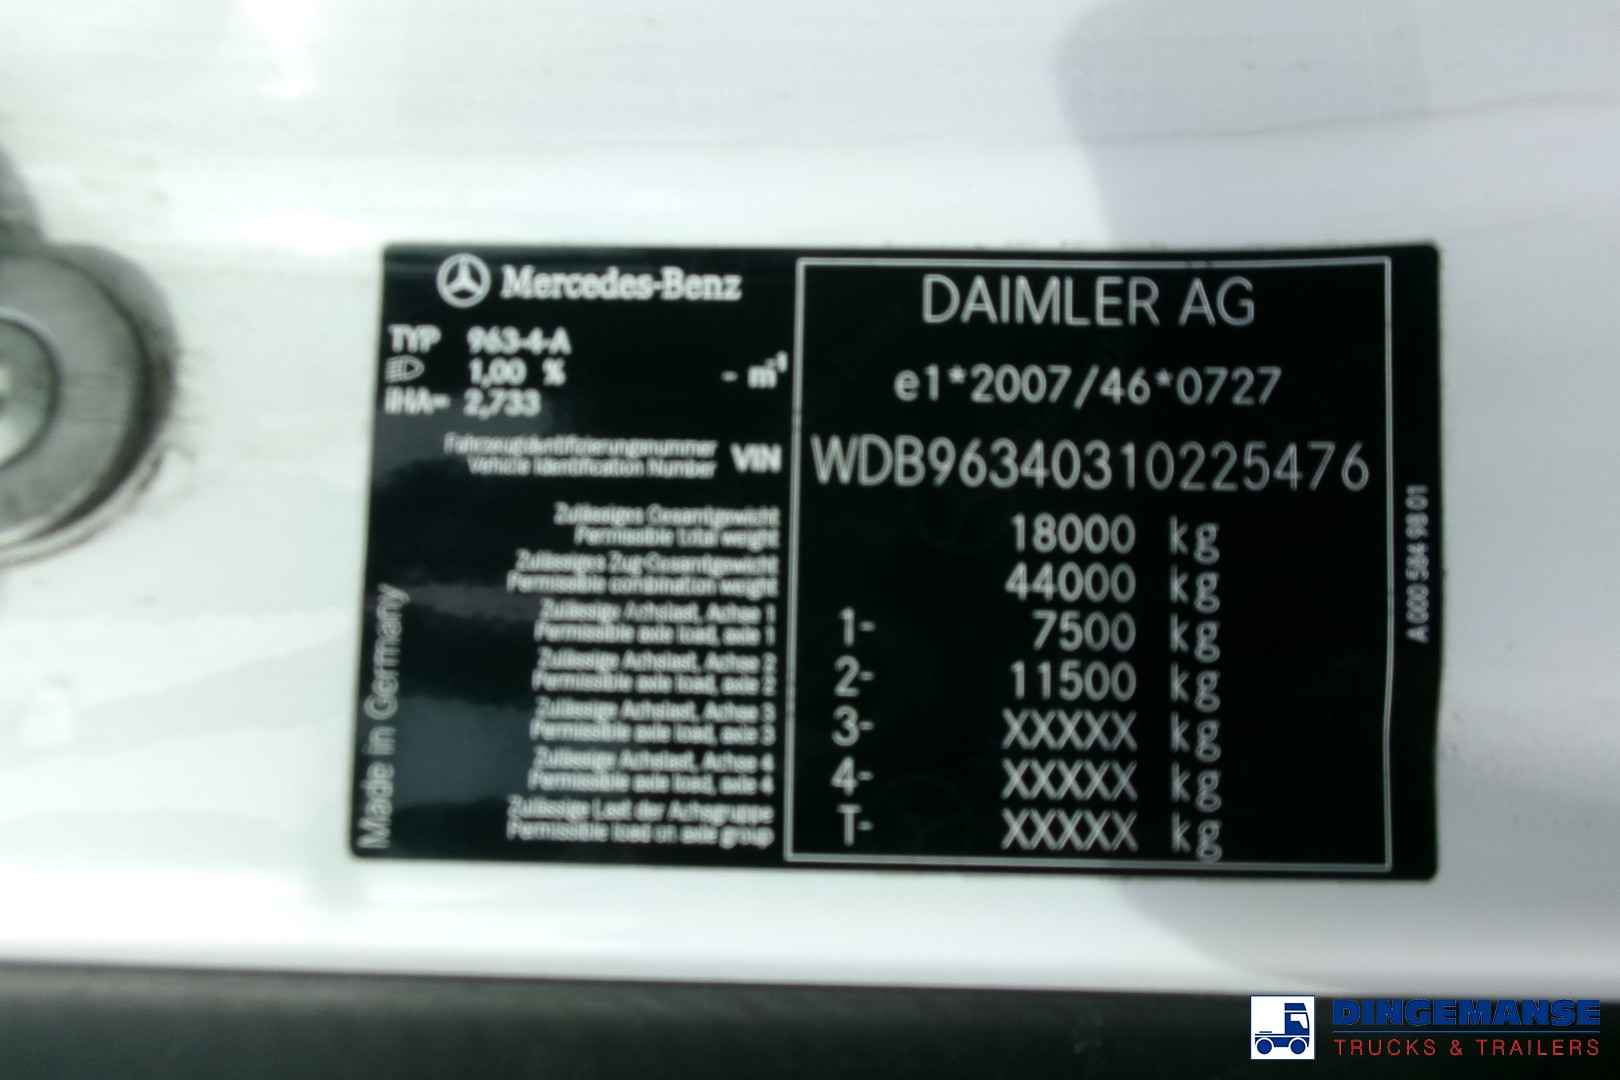 Mercedes-Benz
TYP 963-4-A
1,00 % - m⁻¹
iHA= 2,733
Fahrzeugidentifizierungsnummer
Vehicle Identification Number
VIN
Zulässiges Gesamtgewicht
Permissible total weight
Zulässiges Zug-Gesamtgewicht
Permissible combination weight
Zulässige Achslast, Achse 1
Permissible axle load, axle 1
Zulässige Achslast, Achse 2
Permissible axle load, axle 2
Zulässige Achslast, Achse 3
Permissible axle load, axle 3
Zulässige Achslast, Achse 4
Permissible axle load, axle 4
Zulässige Last der Achsgruppe
Permissible load on axle group
Made in Germany
DAIMLER AG
e1*2007/46*0727
WDB96340310225476
18000 kg
44000 kg
1- 7500 kg
2- 11500 kg
3- XXXXX kg
4- XXXXX kg
T- XXXXX kg
A 000 584 98 01
DINGEMANSE
TRUCKS & TRAILERS